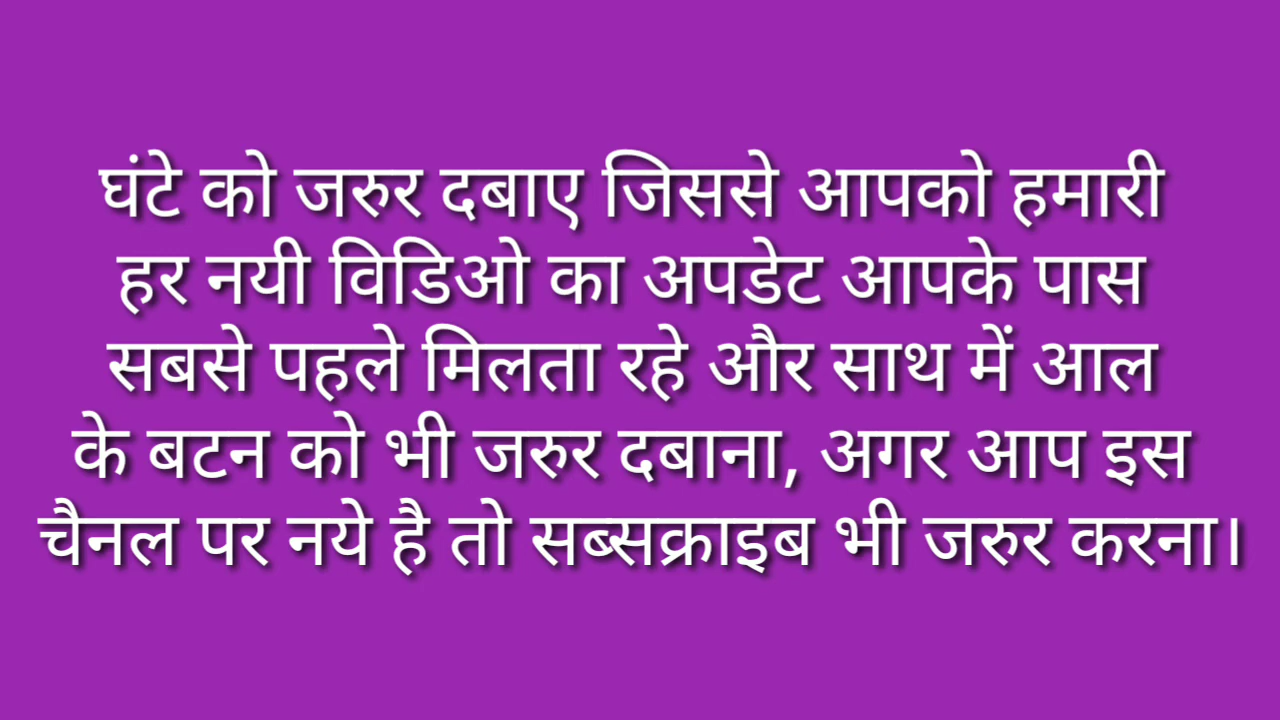 घंटे को जरुर दबाए जिससे आपको हमारी
हर नयी विडिओ का अपडेट आपके पास
सबसे पहले मिलता रहे और साथ में आल
के बटन को भी जरुर दबाना, अगर आप इस
चैनल पर नये है तो सब्सक्राइब भी जरुर करना।